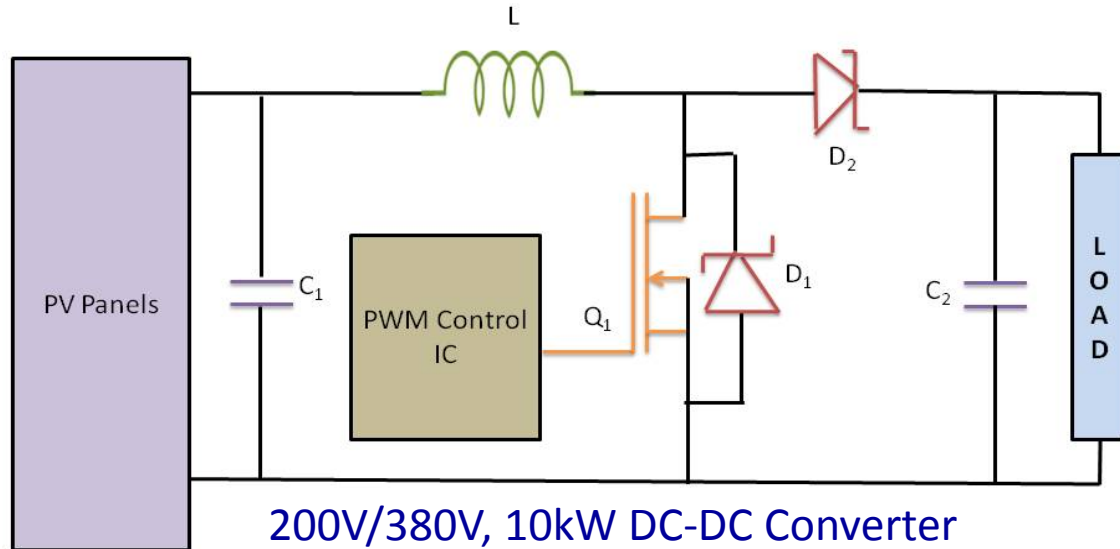 L
D₂
PV Panels
C₁
PWM Control
IC
Q₁
D₁
C₂
L
O
A
D
200V/380V, 10kW DC-DC Converter